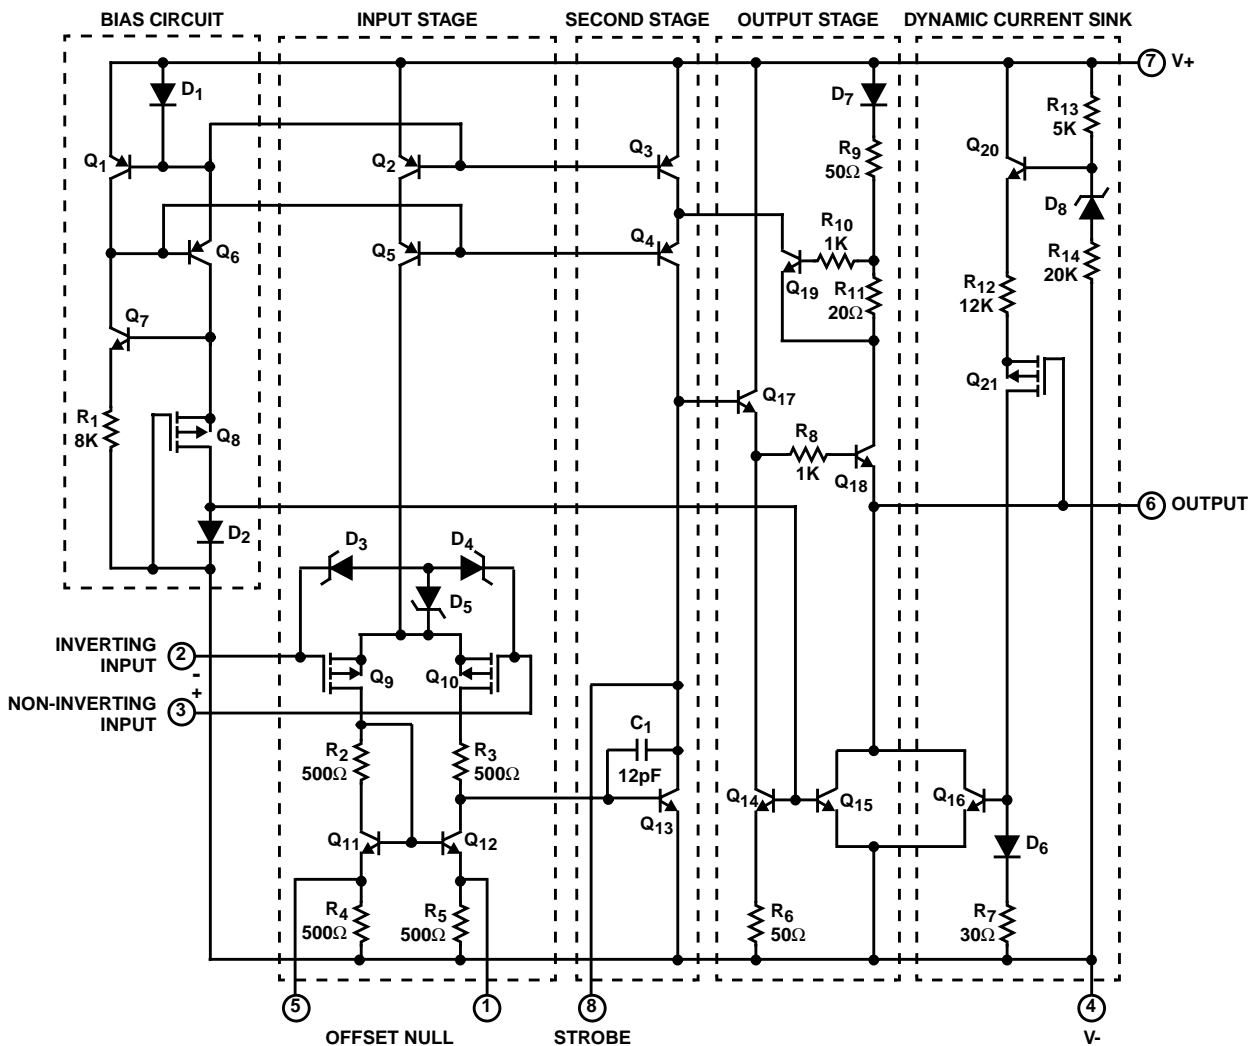 BIAS CIRCUIT
INPUT STAGE
SECOND STAGE
OUTPUT STAGE
DYNAMIC CURRENT SINK
7 V+
D1
D7
R13
5K
Q1
Q2
Q3
R9
50Ω
Q20
D8
Q6
Q5
Q4
R10
1K
Q19
R11
20Ω
R14
20K
R12
12K
Q7
Q21
Q17
R1
8K
Q8
R8
1K
Q18
6 OUTPUT
D2
D3
D4
D5
INVERTING
INPUT
2
-
Q9
Q10
+
NON-INVERTING
INPUT
3
C1
12pF
R2
500Ω
R3
500Ω
Q14
Q15
Q16
Q13
Q11
Q12
D6
R4
500Ω
R5
500Ω
R6
50Ω
R7
30Ω
5
1
8
4
OFFSET NULL
STROBE
V-